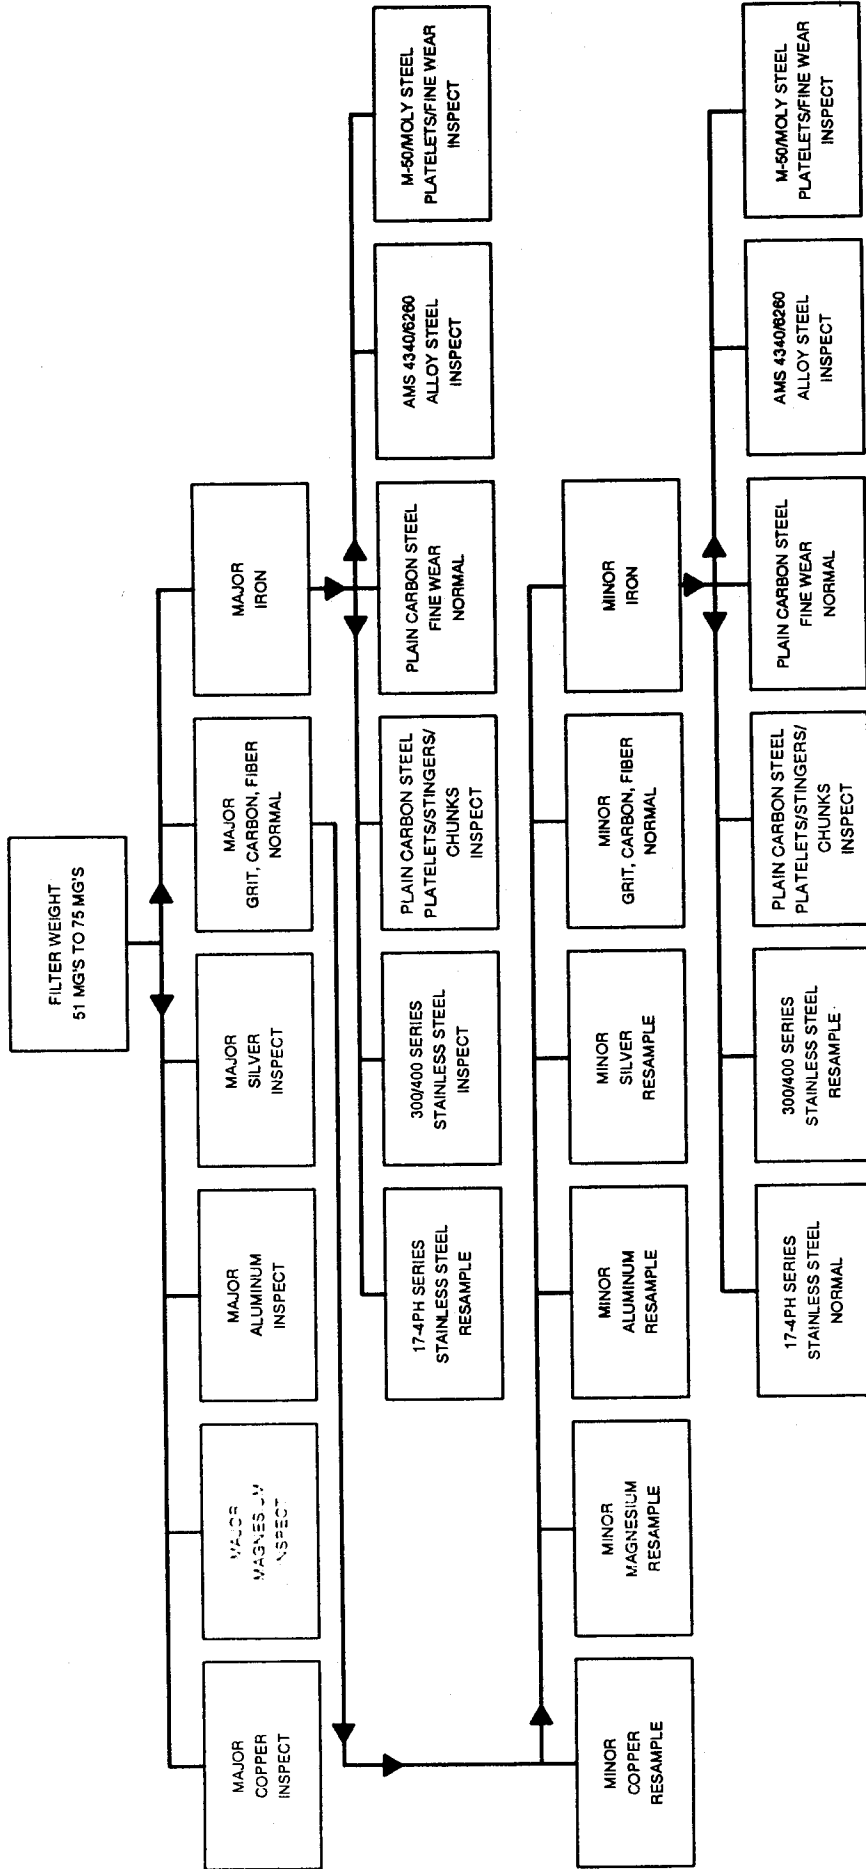 FILTER WEIGHT
51 MG'S TO 75 MG'S
MAJOR
COPPER
INSPECT
MAJOR
MAGNESIUM
INSPECT
MAJOR
ALUMINUM
INSPECT
MAJOR
SILVER
INSPECT
MAJOR
GRIT, CARBON, FIBER
NORMAL
MAJOR
IRON
17-4PH SERIES
STAINLESS STEEL
RESAMPLE
300/400 SERIES
STAINLESS STEEL
INSPECT
PLAIN CARBON STEEL
PLATELETS/STINGERS/
CHUNKS
INSPECT
PLAIN CARBON STEEL
FINE WEAR
NORMAL
AMS 4340/6260
ALLOY STEEL
INSPECT
M-50/MOLY STEEL
PLATELETS/FINE WEAR
INSPECT
MINOR
COPPER
RESAMPLE
MINOR
MAGNESIUM
RESAMPLE
MINOR
ALUMINUM
RESAMPLE
MINOR
SILVER
RESAMPLE
MINOR
GRIT, CARBON, FIBER
NORMAL
MINOR
IRON
17-4PH SERIES
STAINLESS STEEL
NORMAL
300/400 SERIES
STAINLESS STEEL
RESAMPLE
PLAIN CARBON STEEL
PLATELETS/STINGERS/
CHUNKS
INSPECT
PLAIN CARBON STEEL
FINE WEAR
NORMAL
AMS 4340/6260
ALLOY STEEL
INSPECT
M-50/MOLY STEEL
PLATELETS/FINE WEAR
INSPECT